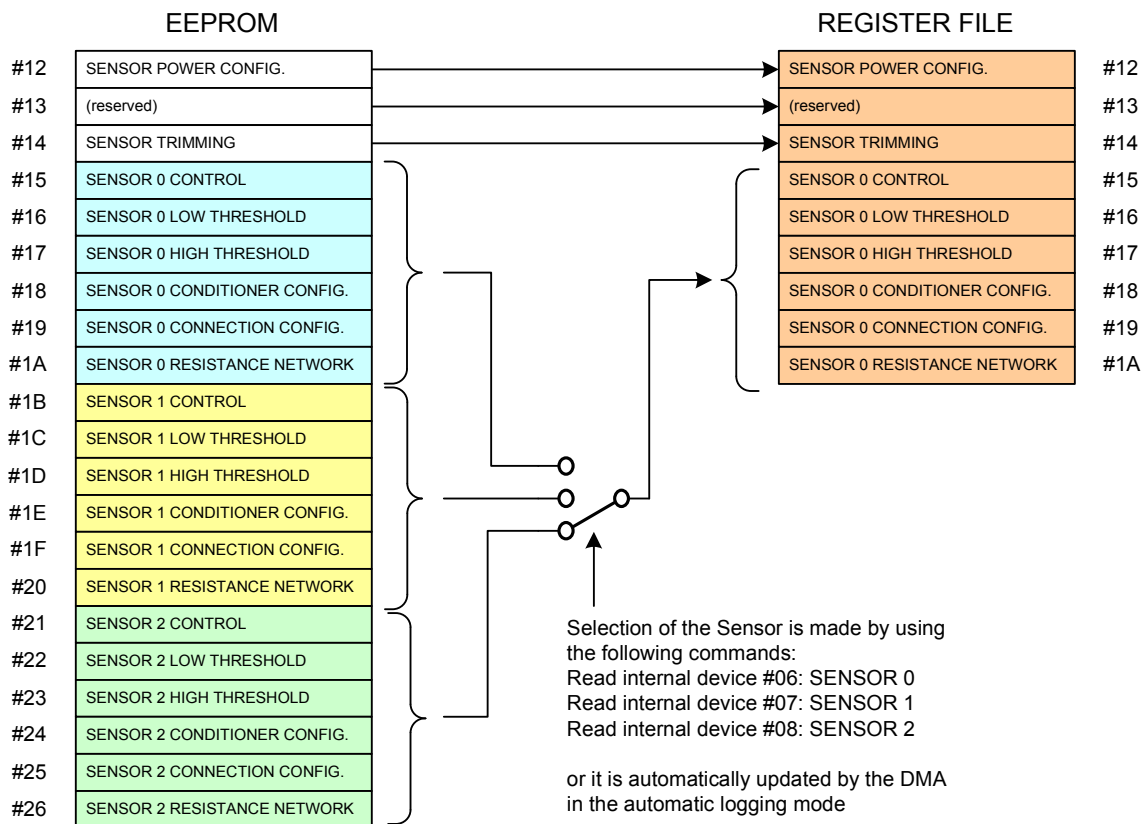 EEPROM
REGISTER FILE
#12 SENSOR POWER CONFIG. SENSOR POWER CONFIG. #12
#13 (reserved) (reserved) #13
#14 SENSOR TRIMMING SENSOR TRIMMING #14
#15 SENSOR 0 CONTROL SENSOR 0 CONTROL #15
#16 SENSOR 0 LOW THRESHOLD SENSOR 0 LOW THRESHOLD #16
#17 SENSOR 0 HIGH THRESHOLD SENSOR 0 HIGH THRESHOLD #17
#18 SENSOR 0 CONDITIONER CONFIG. SENSOR 0 CONDITIONER CONFIG. #18
#19 SENSOR 0 CONNECTION CONFIG. SENSOR 0 CONNECTION CONFIG. #19
#1A SENSOR 0 RESISTANCE NETWORK SENSOR 0 RESISTANCE NETWORK #1A
#1B SENSOR 1 CONTROL
#1C SENSOR 1 LOW THRESHOLD
#1D SENSOR 1 HIGH THRESHOLD
#1E SENSOR 1 CONDITIONER CONFIG.
#1F SENSOR 1 CONNECTION CONFIG.
#20 SENSOR 1 RESISTANCE NETWORK
#21 SENSOR 2 CONTROL
#22 SENSOR 2 LOW THRESHOLD
#23 SENSOR 2 HIGH THRESHOLD
#24 SENSOR 2 CONDITIONER CONFIG.
#25 SENSOR 2 CONNECTION CONFIG.
#26 SENSOR 2 RESISTANCE NETWORK
Selection of the Sensor is made by using
the following commands:
Read internal device #06: SENSOR 0
Read internal device #07: SENSOR 1
Read internal device #08: SENSOR 2
or it is automatically updated by the DMA
in the automatic logging mode